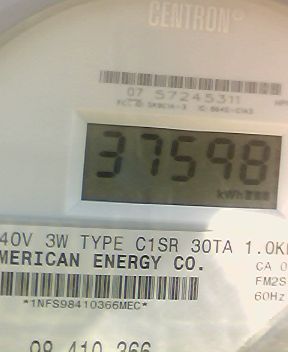 CENTRON®
07 57245311
37598
kWh
40V 3W TYPE C1SR 30TA 1.0K
MERICAN ENERGY CO.
CA 0
FM2S
*1NFS98410366MEC*
60Hz
98 410 366